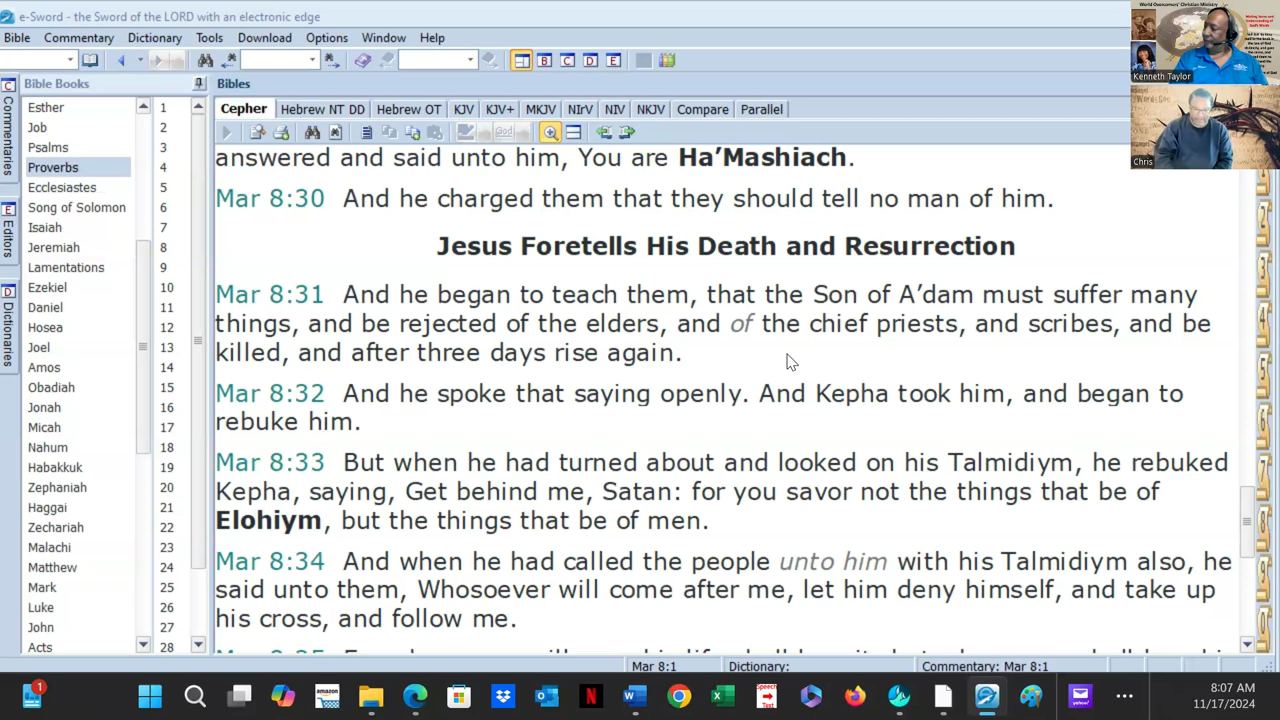 e-Sword - the Sword of the LORD with an electronic edge
Bible Commentary Dictionary Tools Download Options Window Help
B C D E
Bible Books
Bibles
Cepher Hebrew NT DD Hebrew OT KJV KJV+ MKJV NIrV NIV NKJV Compare Parallel
Commentaries
Editors
Dictionaries
Esther 1
Job 2
Psalms 3
Proverbs 4
Ecclesiastes 5
Song of Solomon 6
Isaiah 7
Jeremiah 8
Lamentations 9
Ezekiel 10
Daniel 11
Hosea 12
Joel 13
Amos 14
Obadiah 15
Jonah 16
Micah 17
Nahum 18
Habakkuk 19
Zephaniah 20
Haggai 21
Zechariah 22
Malachi 23
Matthew 24
Mark 25
Luke 26
John 27
Acts 28
answered and said unto him, You are Ha’Mashiach.
Mar 8:30 And he charged them that they should tell no man of him.
Jesus Foretells His Death and Resurrection
Mar 8:31 And he began to teach them, that the Son of A’dam must suffer many
things, and be rejected of the elders, and of the chief priests, and scribes, and be
killed, and after three days rise again.
Mar 8:32 And he spoke that saying openly. And Kepha took him, and began to
rebuke him.
Mar 8:33 But when he had turned about and looked on his Talmidiym, he rebuked
Kepha, saying, Get behind me, Satan: for you savor not the things that be of
Elohiym, but the things that be of men.
Mar 8:34 And when he had called the people unto him with his Talmidiym also, he
said unto them, Whosoever will come after me, let him deny himself, and take up
his cross, and follow me.
World Overcomers' Christian Ministry
Kenneth Taylor
Chris
Mar 8:1 Dictionary: Commentary: Mar 8:1
1
amazon
Speech
Text
yahoo!
8:07 AM
11/17/2024